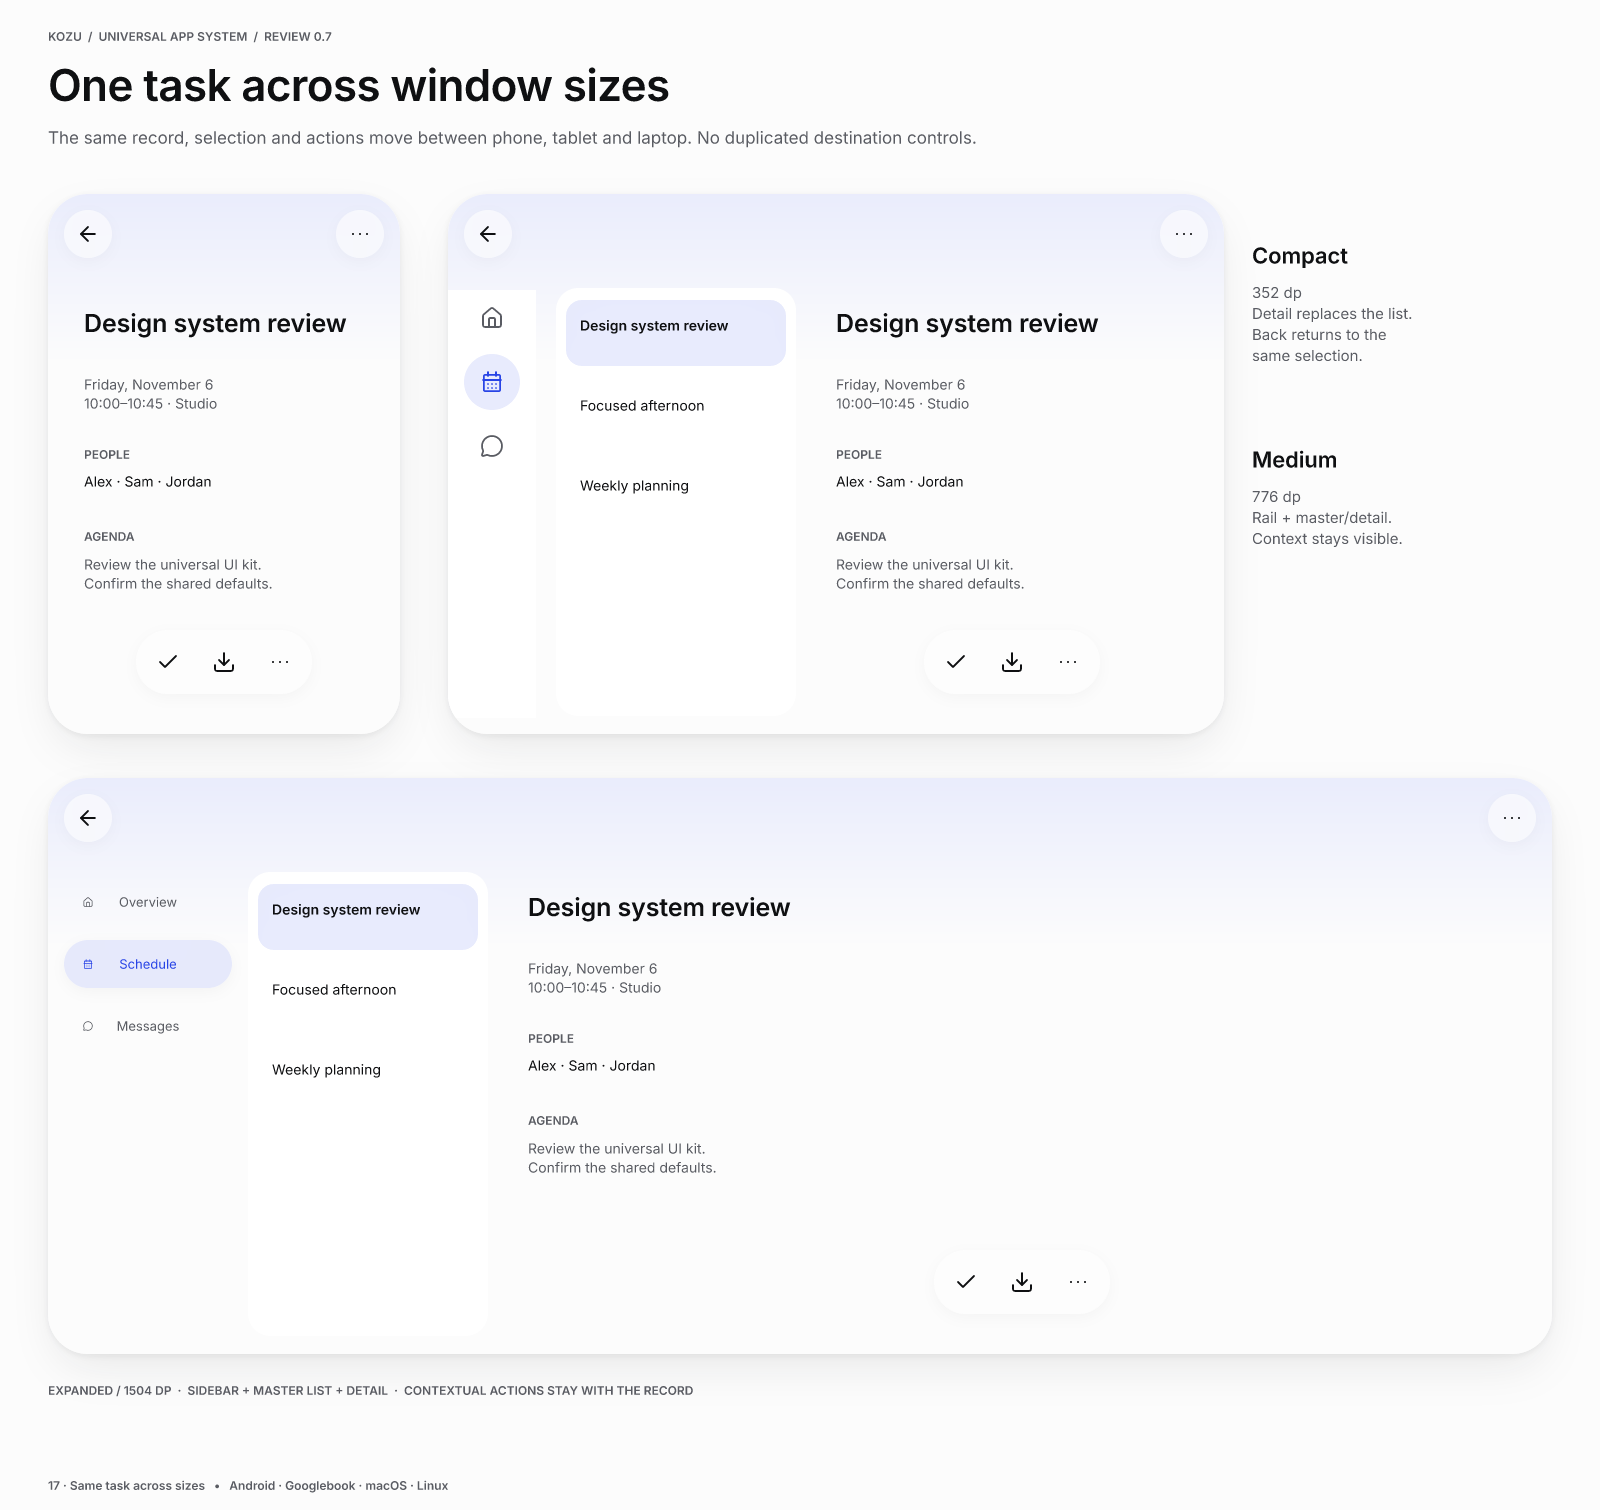 KOZU / UNIVERSAL APP SYSTEM / REVIEW 0.7
One task across window sizes
The same record, selection and actions move between phone, tablet and laptop. No duplicated destination controls.
Design system review
Friday, November 6
10:00–10:45 · Studio
PEOPLE
Alex · Sam · Jordan
AGENDA
Review the universal UI kit.
Confirm the shared defaults.
Design system review
Focused afternoon
Weekly planning
Design system review
Friday, November 6
10:00–10:45 · Studio
PEOPLE
Alex · Sam · Jordan
AGENDA
Review the universal UI kit.
Confirm the shared defaults.
Compact
352 dp
Detail replaces the list.
Back returns to the
same selection.
Medium
776 dp
Rail + master/detail.
Context stays visible.
Overview
Schedule
Messages
Design system review
Focused afternoon
Weekly planning
Design system review
Friday, November 6
10:00–10:45 · Studio
PEOPLE
Alex · Sam · Jordan
AGENDA
Review the universal UI kit.
Confirm the shared defaults.
EXPANDED / 1504 DP · SIDEBAR + MASTER LIST + DETAIL · CONTEXTUAL ACTIONS STAY WITH THE RECORD
17 · Same task across sizes • Android · Googlebook · macOS · Linux